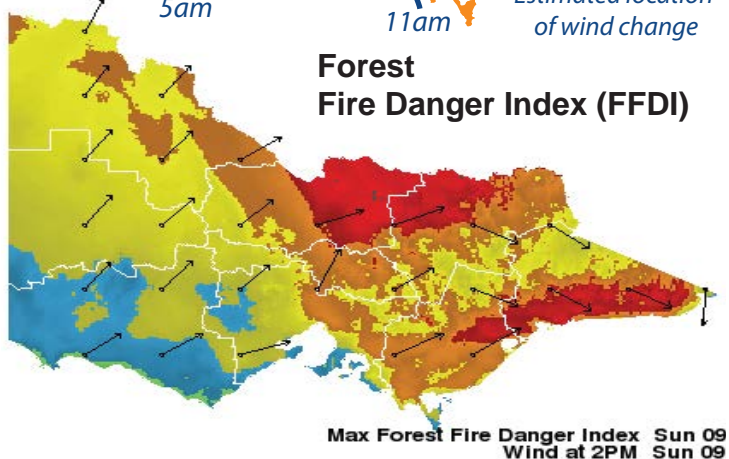 5am
11am
Estimated location
of wind change
Forest
Fire Danger Index (FFDI)
Max Forest Fire Danger Index Sun 09
Wind at 2PM Sun 09